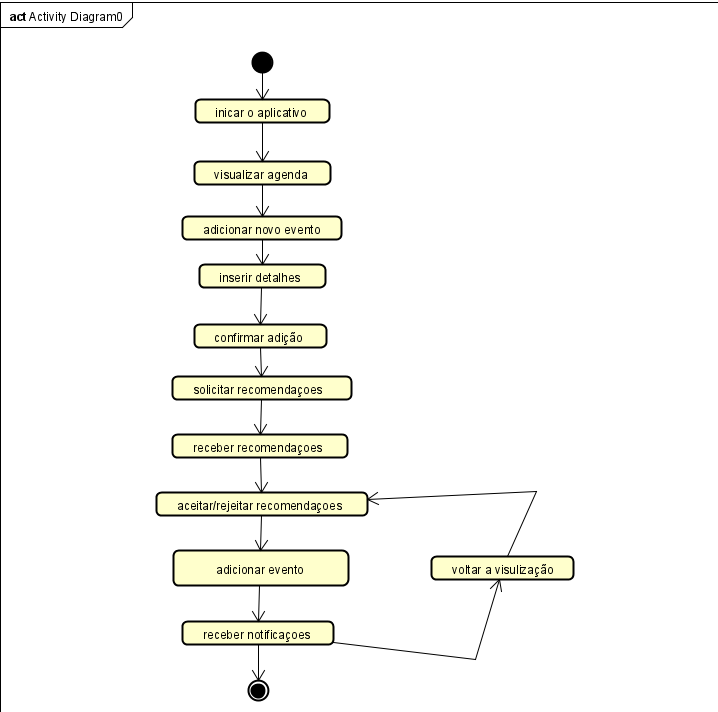 act Activity Diagram0
inicar o aplicativo
visualizar agenda
adicionar novo evento
inserir detalhes
confirmar adição
solicitar recomendaçoes
receber recomendaçoes
aceitar/rejeitar recomendaçoes
adicionar evento
voltar a visulização
receber notificaçoes